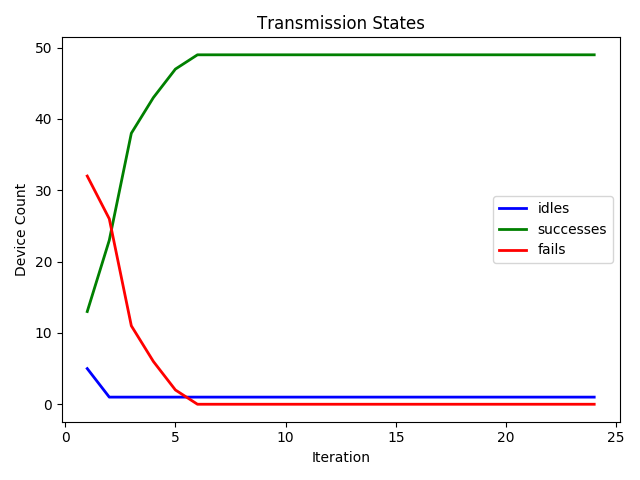 Transmission States
Device Count
50
40
30
20
10
0
idles
successes
fails
0 5 10 15 20 25
Iteration